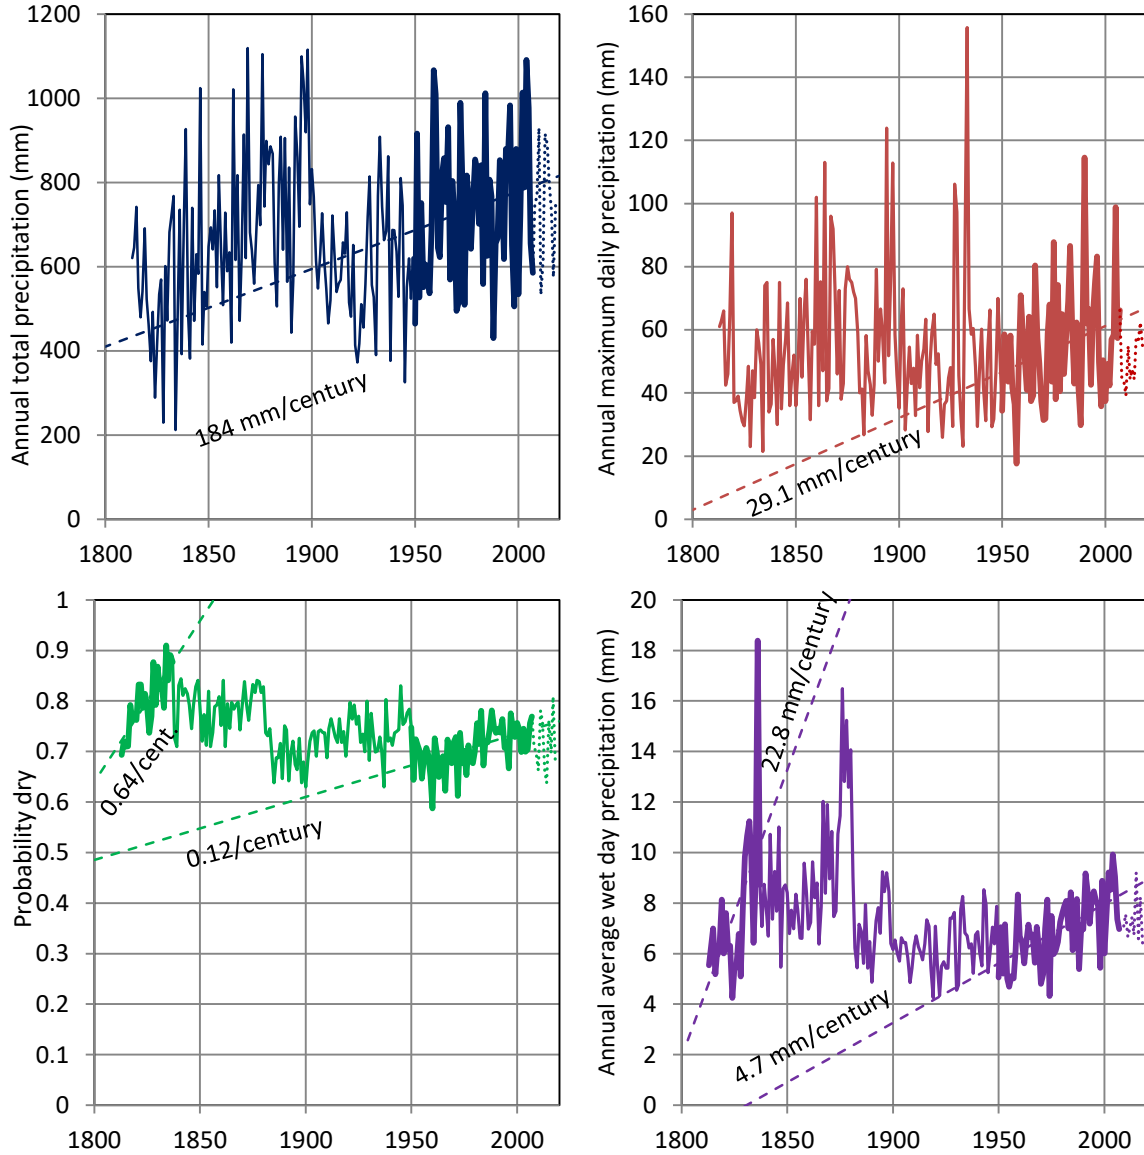 Annual total precipitation (mm)
1200
1000
800
600
400
200
0
184 mm/century
1800 1850 1900 1950 2000
Annual maximum daily precipitation (mm)
160
140
120
100
80
60
40
20
0
29.1 mm/century
1800 1850 1900 1950 2000
Probability dry
1
0.9
0.8
0.7
0.6
0.5
0.4
0.3
0.2
0.1
0
0.64/cent.
0.12/century
1800 1850 1900 1950 2000
Annual average wet day precipitation (mm)
20
18
16
14
12
10
8
6
4
2
0
22.8 mm/century
4.7 mm/century
1800 1850 1900 1950 2000